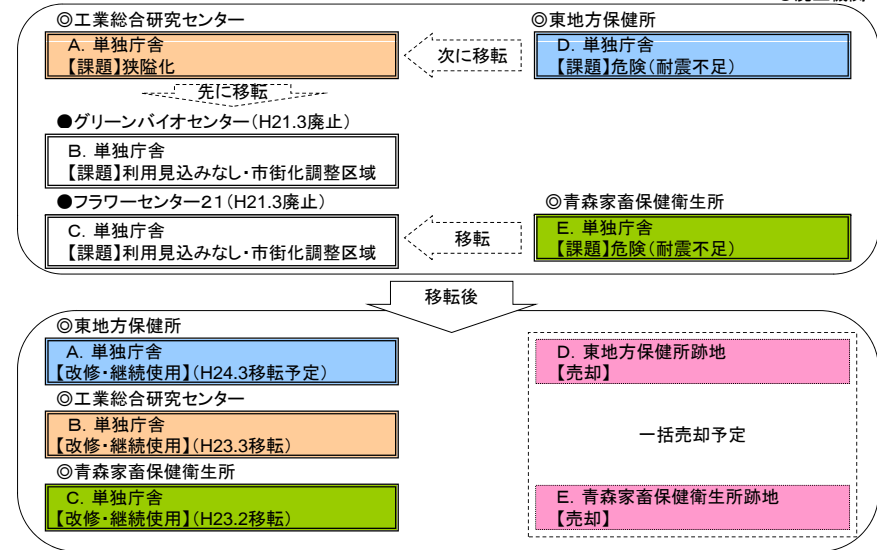 ◎工業総合研究センター
◎東地方保健所
A. 単独庁舎
【課題】狭隘化
次に移転
D. 単独庁舎
【課題】危険(耐震不足)
先に移転
●グリーンバイオセンター(H21.3廃止)
B. 単独庁舎
【課題】利用見込みなし・市街化調整区域
●フラワーセンター21(H21.3廃止)
◎青森家畜保健衛生所
C. 単独庁舎
【課題】利用見込みなし・市街化調整区域
移転
E. 単独庁舎
【課題】危険(耐震不足)
移転後
◎東地方保健所
A. 単独庁舎
【改修・継続使用】(H24.3移転予定)
D. 東地方保健所跡地
【売却】
◎工業総合研究センター
B. 単独庁舎
【改修・継続使用】(H23.3移転)
一括売却予定
◎青森家畜保健衛生所
C. 単独庁舎
【改修・継続使用】(H23.2移転)
E. 青森家畜保健衛生所跡地
【売却】